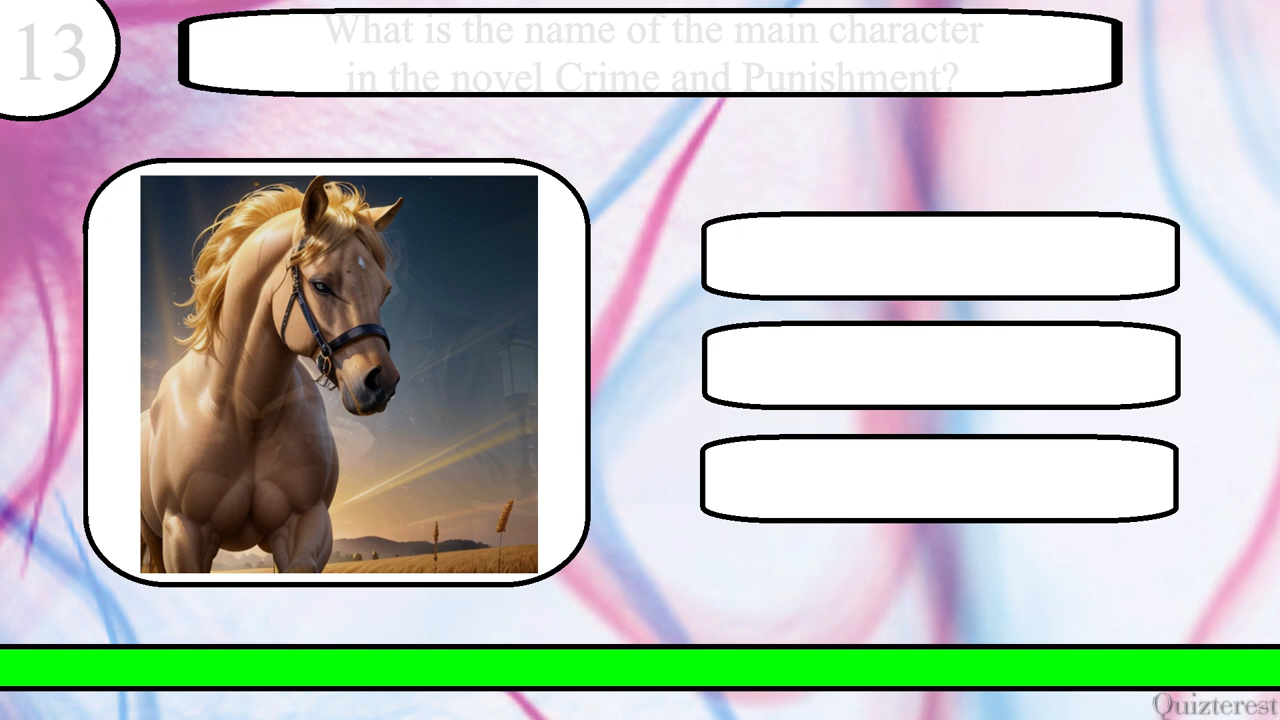 13
What is the name of the main character
in the novel Crime and Punishment?
Quizterest